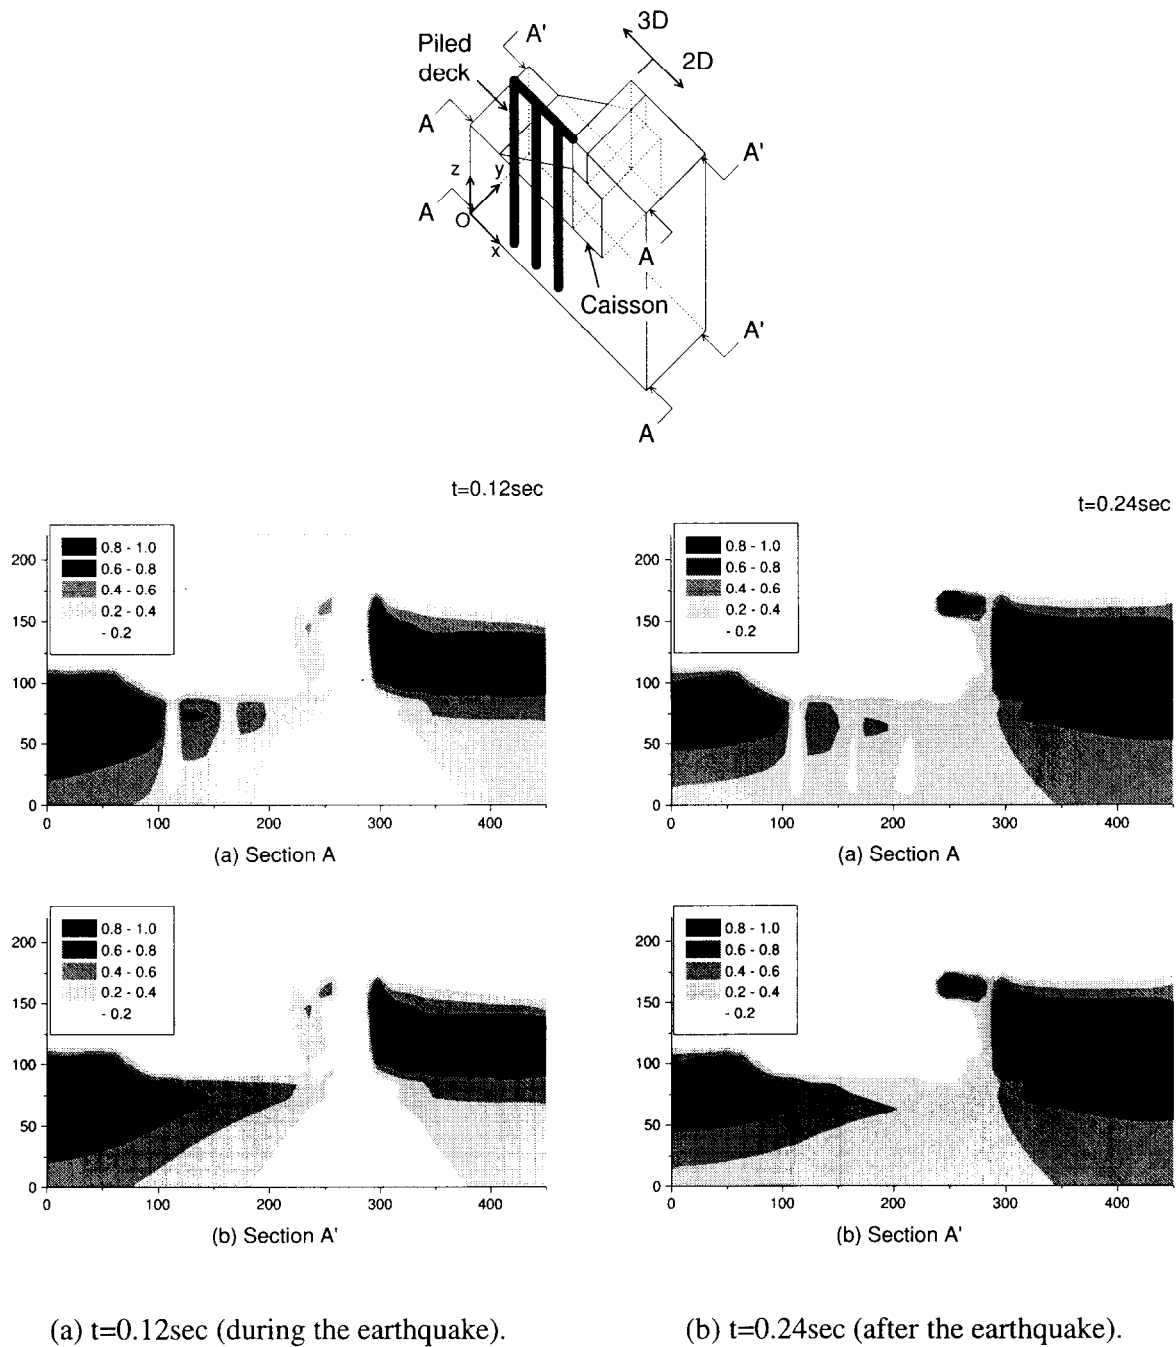 3D
A'
Piled
deck
2D
A
A'
z
y
A
O
x
A
Caisson
A'
A
t=0.12sec
0.8 - 1.0
0.6 - 0.8
0.4 - 0.6
0.2 - 0.4
- 0.2
200
150
100
50
0
0 100 200 300 400
(a) Section A
t=0.24sec
0.8 - 1.0
0.6 - 0.8
0.4 - 0.6
0.2 - 0.4
- 0.2
200
150
100
50
0
0 100 200 300 400
(a) Section A
0.8 - 1.0
0.6 - 0.8
0.4 - 0.6
0.2 - 0.4
- 0.2
200
150
100
50
0
0 100 200 300 400
(b) Section A'
0.8 - 1.0
0.6 - 0.8
0.4 - 0.6
0.2 - 0.4
- 0.2
200
150
100
50
0
0 100 200 300 400
(b) Section A'
(a) t=0.12sec (during the earthquake).
(b) t=0.24sec (after the earthquake).